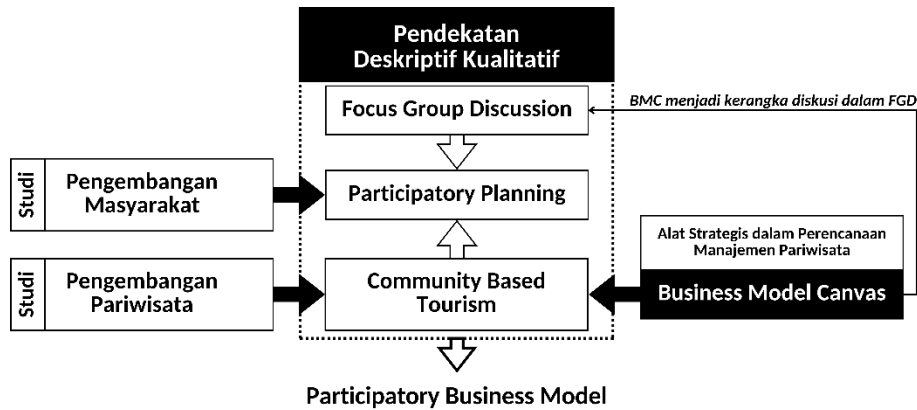 Pendekatan
Deskriptif Kualitatif
Focus Group Discussion
BMC menjadi kerangka diskusi dalam FGD
Studi
Pengembangan
Masyarakat
Participatory Planning
Alat Strategis dalam Perencanaan
Manajemen Pariwisata
Studi
Pengembangan
Pariwisata
Community Based
Tourism
Business Model Canvas
Participatory Business Model